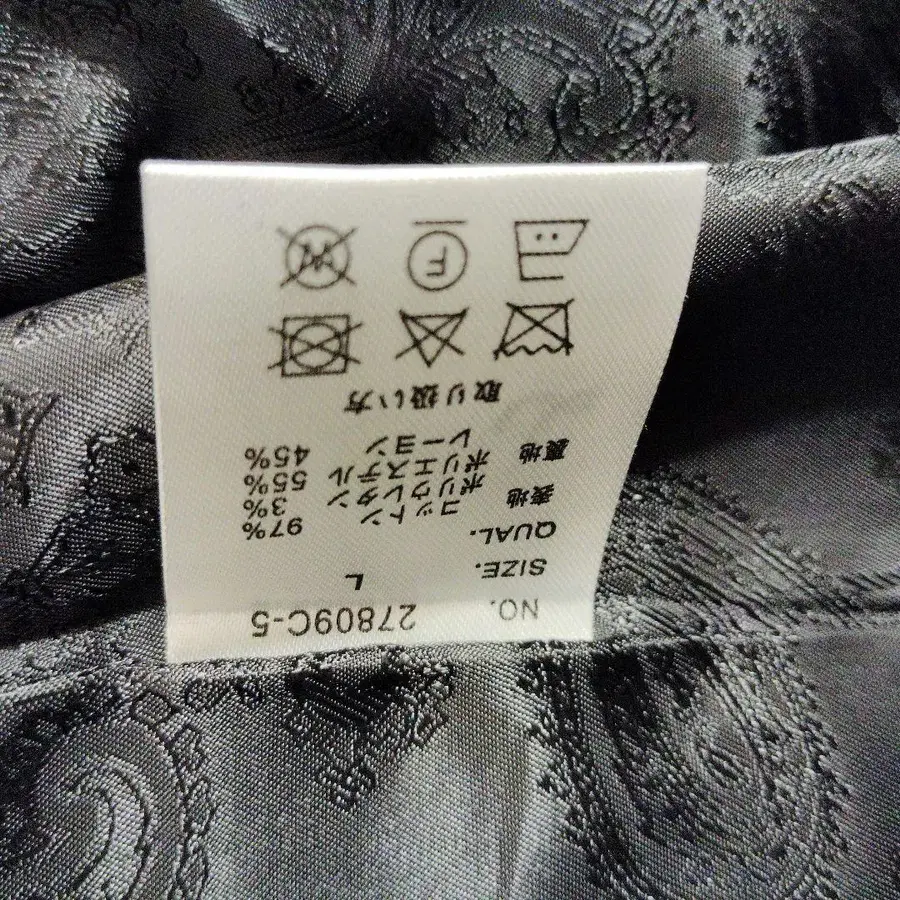 NO. 27809C-5
SIZE. L
QUAL.
表地 コットン 97%
ポリウレタン 3%
裏地 ポリエステル 55%
レーヨン 45%
取り扱い方
F
W